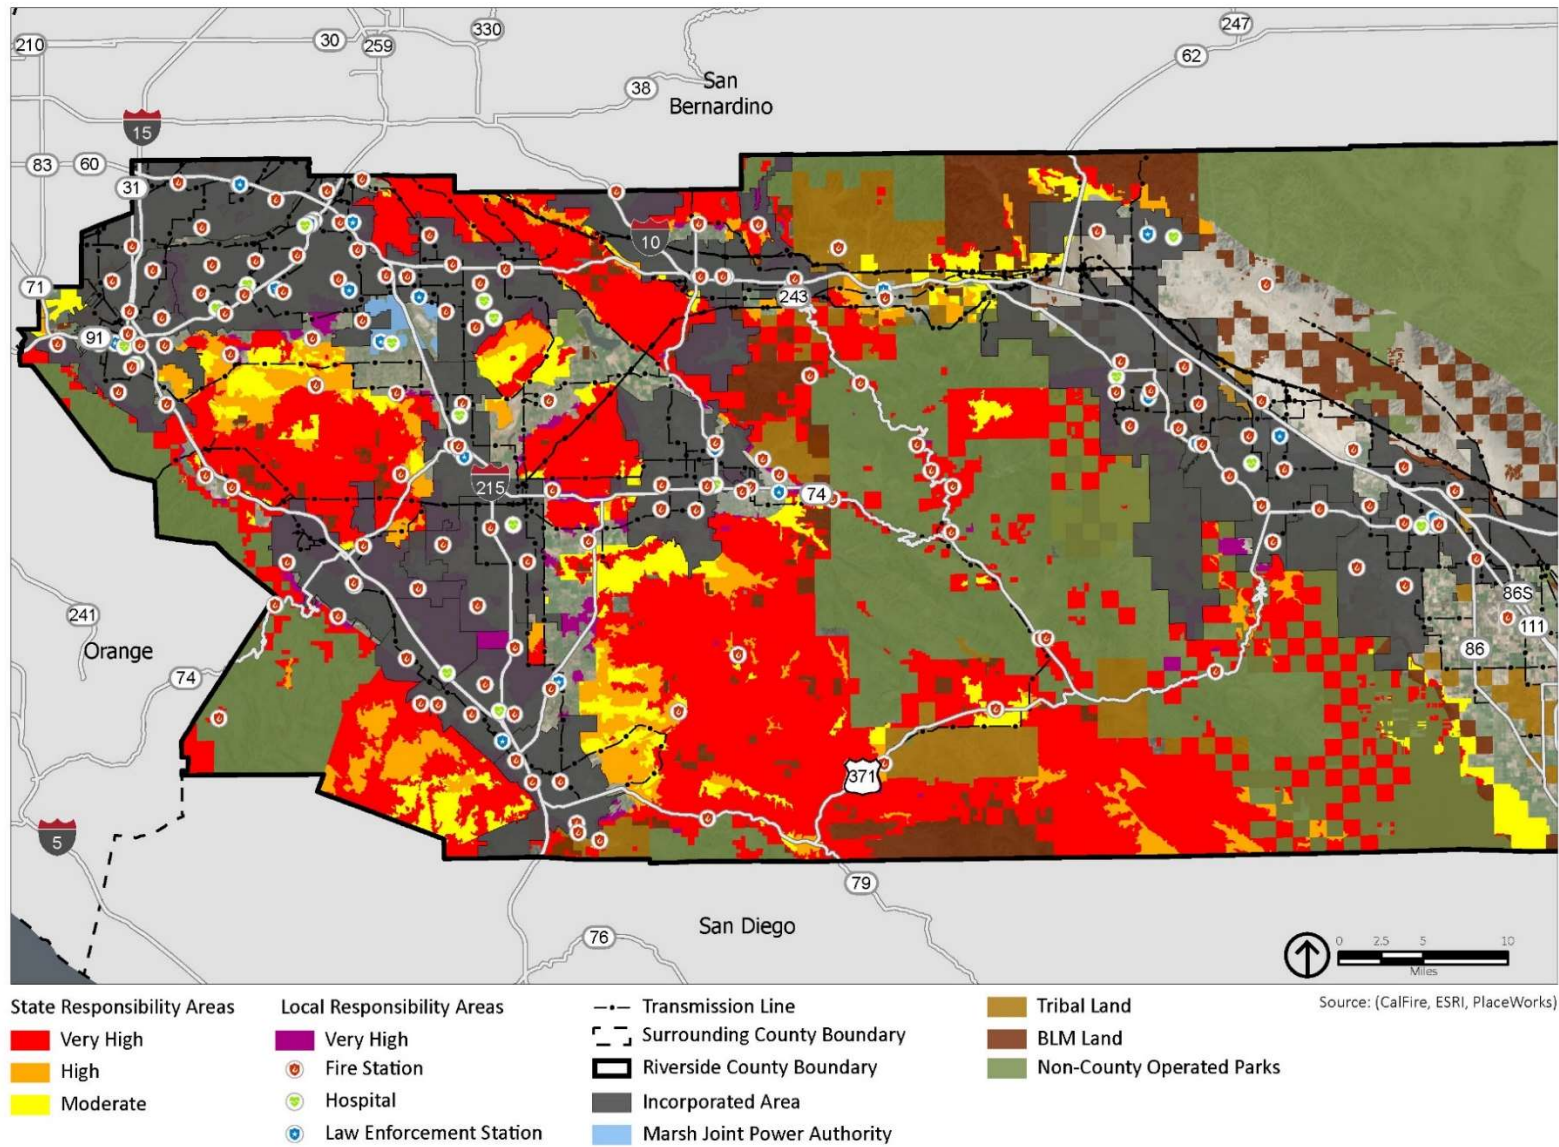 330
247
210
30
259
62
38
San
Bernardino
15
83
60
31
10
71
243
91
215
74
86S
241
111
Orange
86
74
371
5
79
San Diego
76
0 2.5 5 10
Miles
State Responsibility Areas
Very High
High
Moderate
Local Responsibility Areas
Very High
Fire Station
Hospital
Law Enforcement Station
Transmission Line
Surrounding County Boundary
Riverside County Boundary
Incorporated Area
Marsh Joint Power Authority
Tribal Land
BLM Land
Non-County Operated Parks
Source: (CalFire, ESRI, PlaceWorks)